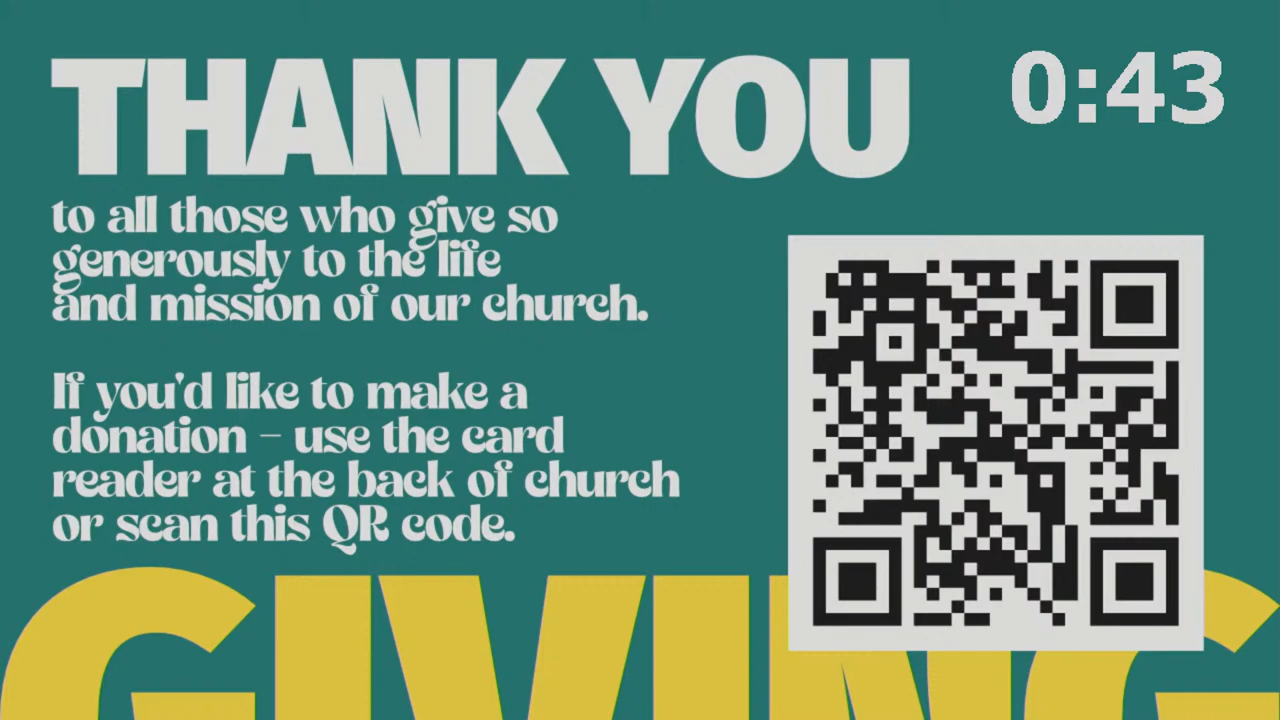 THANK YOU
0:43
to all those who give so
generously to the life
and mission of our church.
If you'd like to make a
donation – use the card
reader at the back of church
or scan this QR code.
GIVING